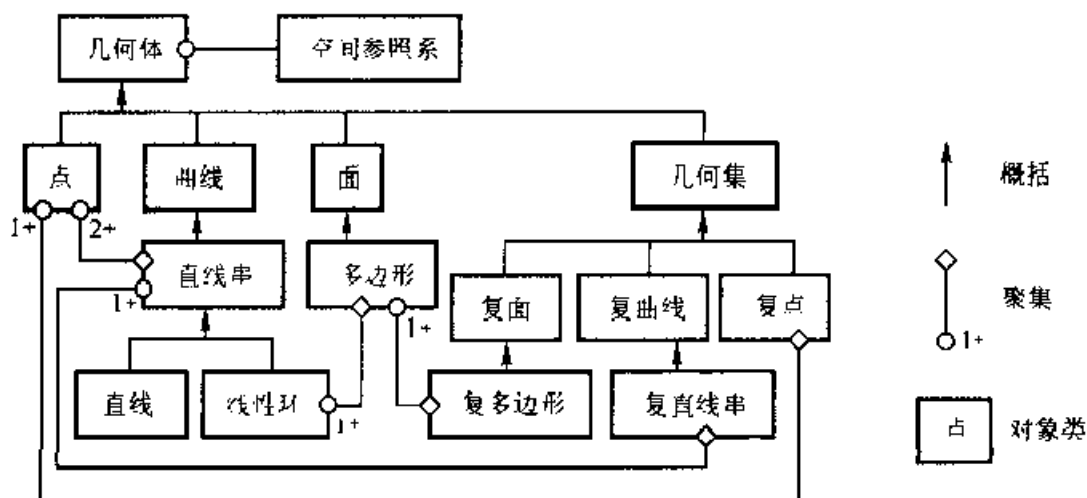 几何体
空间参照系
点
曲线
面
几何集
概括
1+
2+
直线串
多边形
1+
1+
复面
复曲线
复点
聚集
1+
直线
线性环
1+
复多边形
复直线串
点
对象类